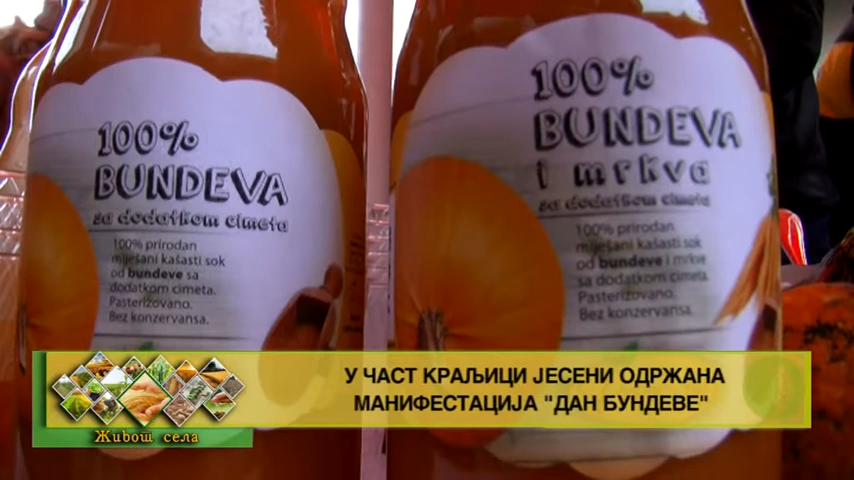 100%
BUNDEVA
sa dodatkom cimeta
100% prirodan
miješani kašasti sok
od bundeve sa
dodatkom cimeta.
Pasterizovano.
Bez konzervansa.
100%
BUNDEVA
i mrkva
sa dodatkom cimeta
100% prirodan
miješani kašasti sok
od bundeve i mrkve
sa dodatkom cimeta.
Pasterizovano.
Bez konzervansa.
У ЧАСТ КРАЉИЦИ ЈЕСЕНИ ОДРЖАНА
МАНИФЕСТАЦИЈА "ДАН БУНДЕВЕ"
Живот села